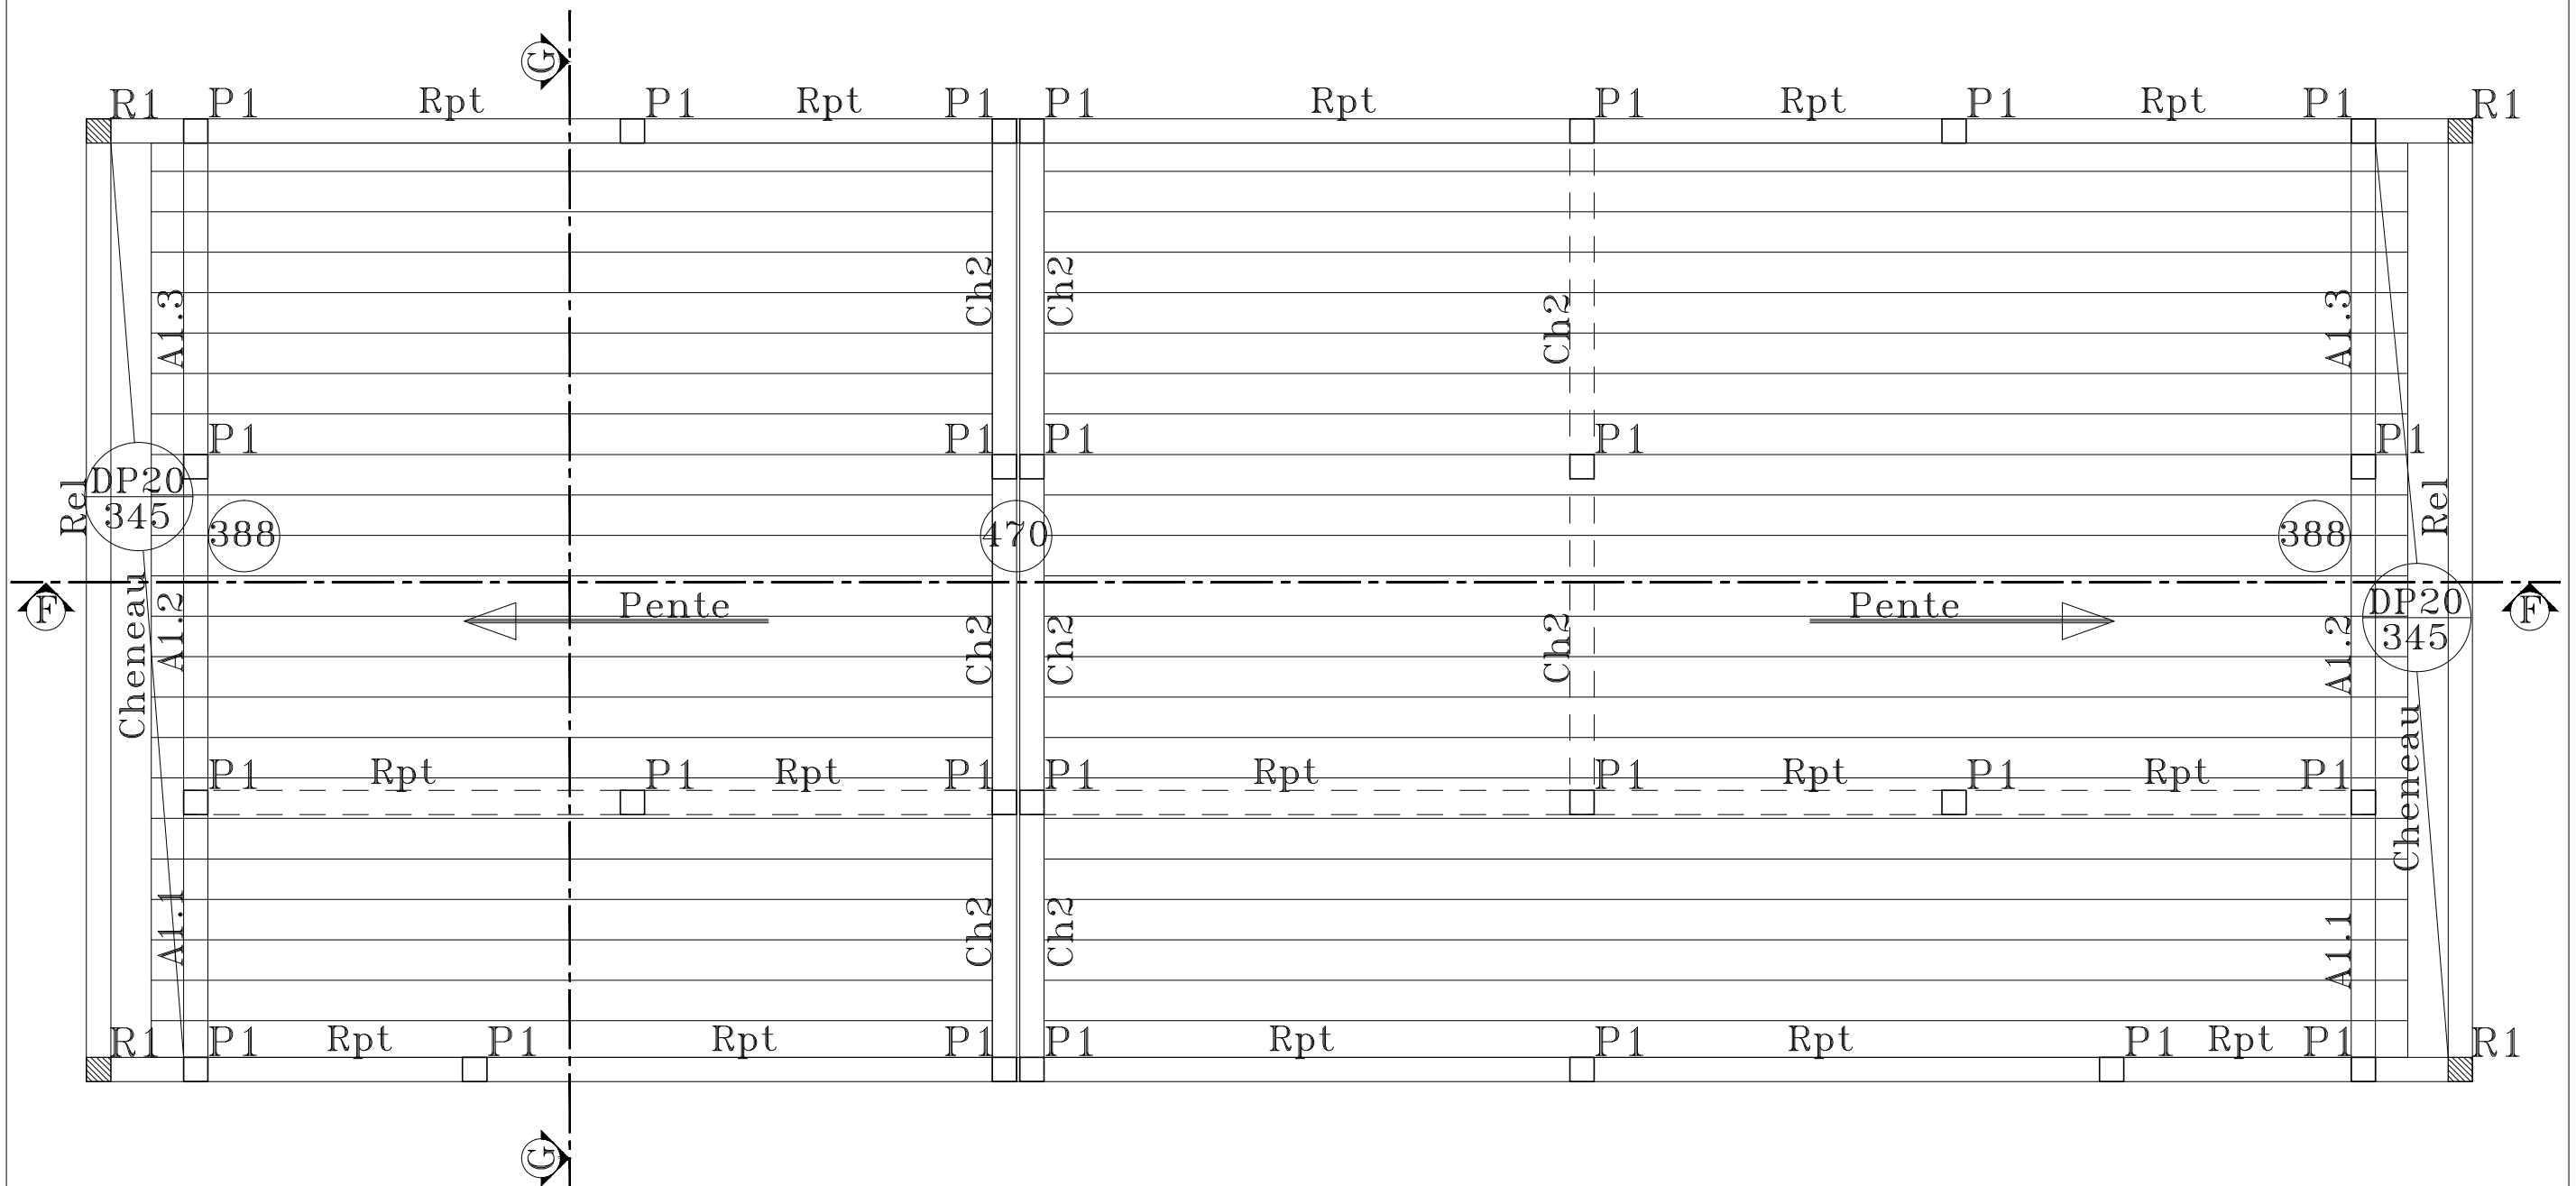 G
R1 P1 Rpt P1 Rpt P1 P1 Rpt P1 Rpt P1 Rpt P1 R1
A1.3 Ch2 Ch2 Ch2 A1.3
P1 P1 P1 P1 P1
Rel DP20 Rel
345
388 470 388
F Pente Pente DP20 F
345
Cheneau A1.2 Ch2 Ch2 Ch2 A1.2 Cheneau
P1 Rpt P1 Rpt P1 P1 Rpt P1 Rpt P1 Rpt P1
A1.1 Ch2 Ch2 A1.1
R1 P1 Rpt P1 Rpt P1 P1 Rpt P1 Rpt P1 Rpt P1 R1
G